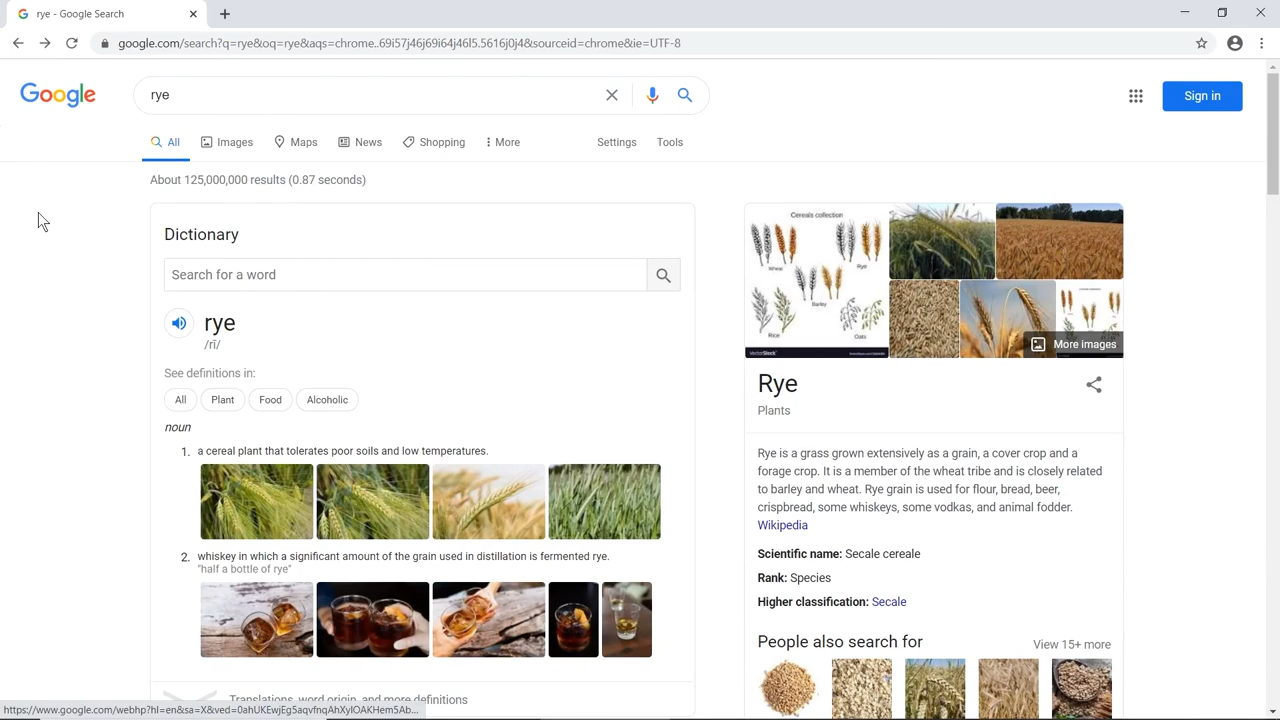 rye - Google Search
google.com/search?q=rye&oq=rye&aqs=chrome..69i57j46j69i64j46l5.5616j0j4&sourceid=chrome&ie=UTF-8
Google
rye
Sign in
All Images Maps News Shopping More Settings Tools
About 125,000,000 results (0.87 seconds)
Dictionary
Search for a word
rye
/rī/
See definitions in:
All Plant Food Alcoholic
noun
1. a cereal plant that tolerates poor soils and low temperatures.
2. whiskey in which a significant amount of the grain used in distillation is fermented rye.
"half a bottle of rye"
Translations, word origin, and more definitions
Cereals collection
Wheat
Rye
Barley
Rice
Oats
VectorStock
More images
Rye
Plants
Rye is a grass grown extensively as a grain, a cover crop and a
forage crop. It is a member of the wheat tribe and is closely related
to barley and wheat. Rye grain is used for flour, bread, beer,
crispbread, some whiskeys, some vodkas, and animal fodder.
Wikipedia
Scientific name: Secale cereale
Rank: Species
Higher classification: Secale
People also search for View 15+ more
https://www.google.com/webhp?hl=en&sa=X&ved=0ahUKEwjEg5aqvfnqAhXyIOAKHem5Ab...